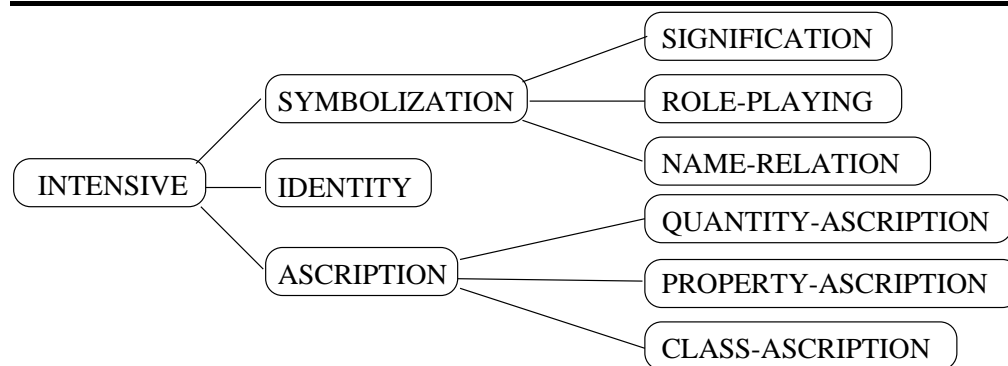 SIGNIFICATION
SYMBOLIZATION
ROLE-PLAYING
NAME-RELATION
INTENSIVE
IDENTITY
QUANTITY-ASCRIPTION
ASCRIPTION
PROPERTY-ASCRIPTION
CLASS-ASCRIPTION